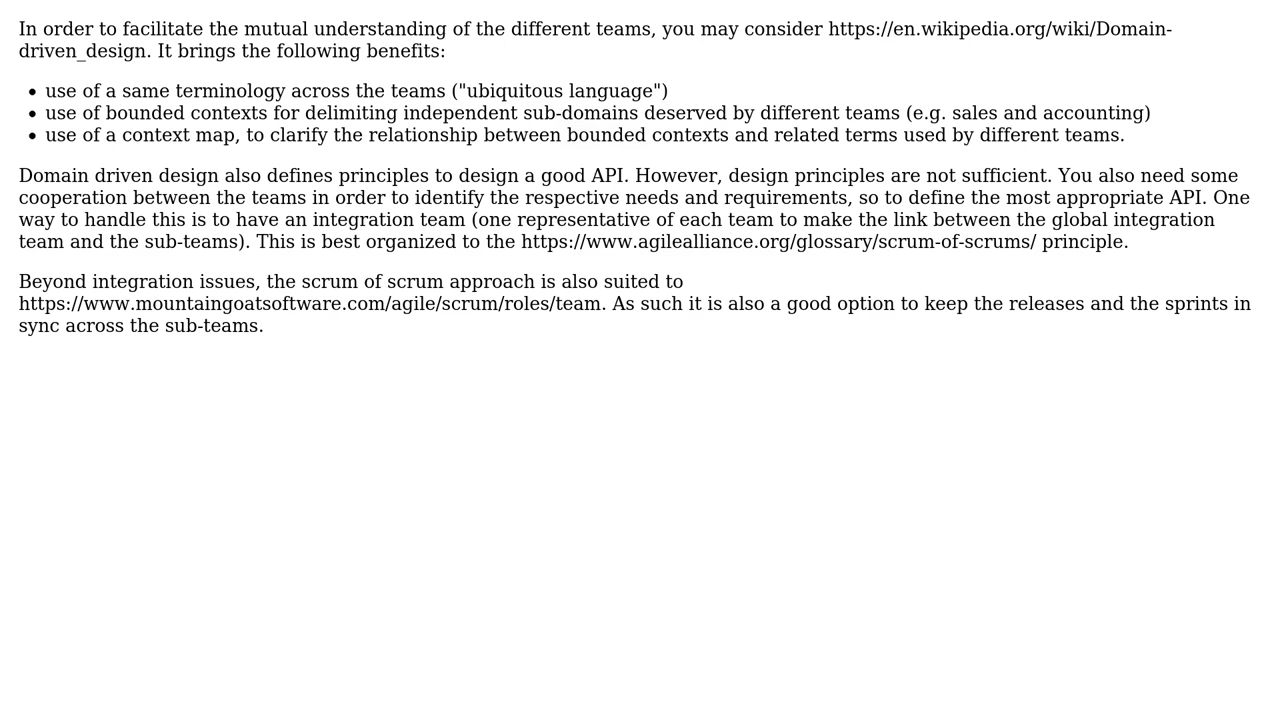 In order to facilitate the mutual understanding of the different teams, you may consider https://en.wikipedia.org/wiki/Domain-
driven_design. It brings the following benefits:
• use of a same terminology across the teams ("ubiquitous language")
• use of bounded contexts for delimiting independent sub-domains deserved by different teams (e.g. sales and accounting)
• use of a context map, to clarify the relationship between bounded contexts and related terms used by different teams.
Domain driven design also defines principles to design a good API. However, design principles are not sufficient. You also need some
cooperation between the teams in order to identify the respective needs and requirements, so to define the most appropriate API. One
way to handle this is to have an integration team (one representative of each team to make the link between the global integration
team and the sub-teams). This is best organized to the https://www.agilealliance.org/glossary/scrum-of-scrums/ principle.
Beyond integration issues, the scrum of scrum approach is also suited to
https://www.mountaingoatsoftware.com/agile/scrum/roles/team. As such it is also a good option to keep the releases and the sprints in
sync across the sub-teams.